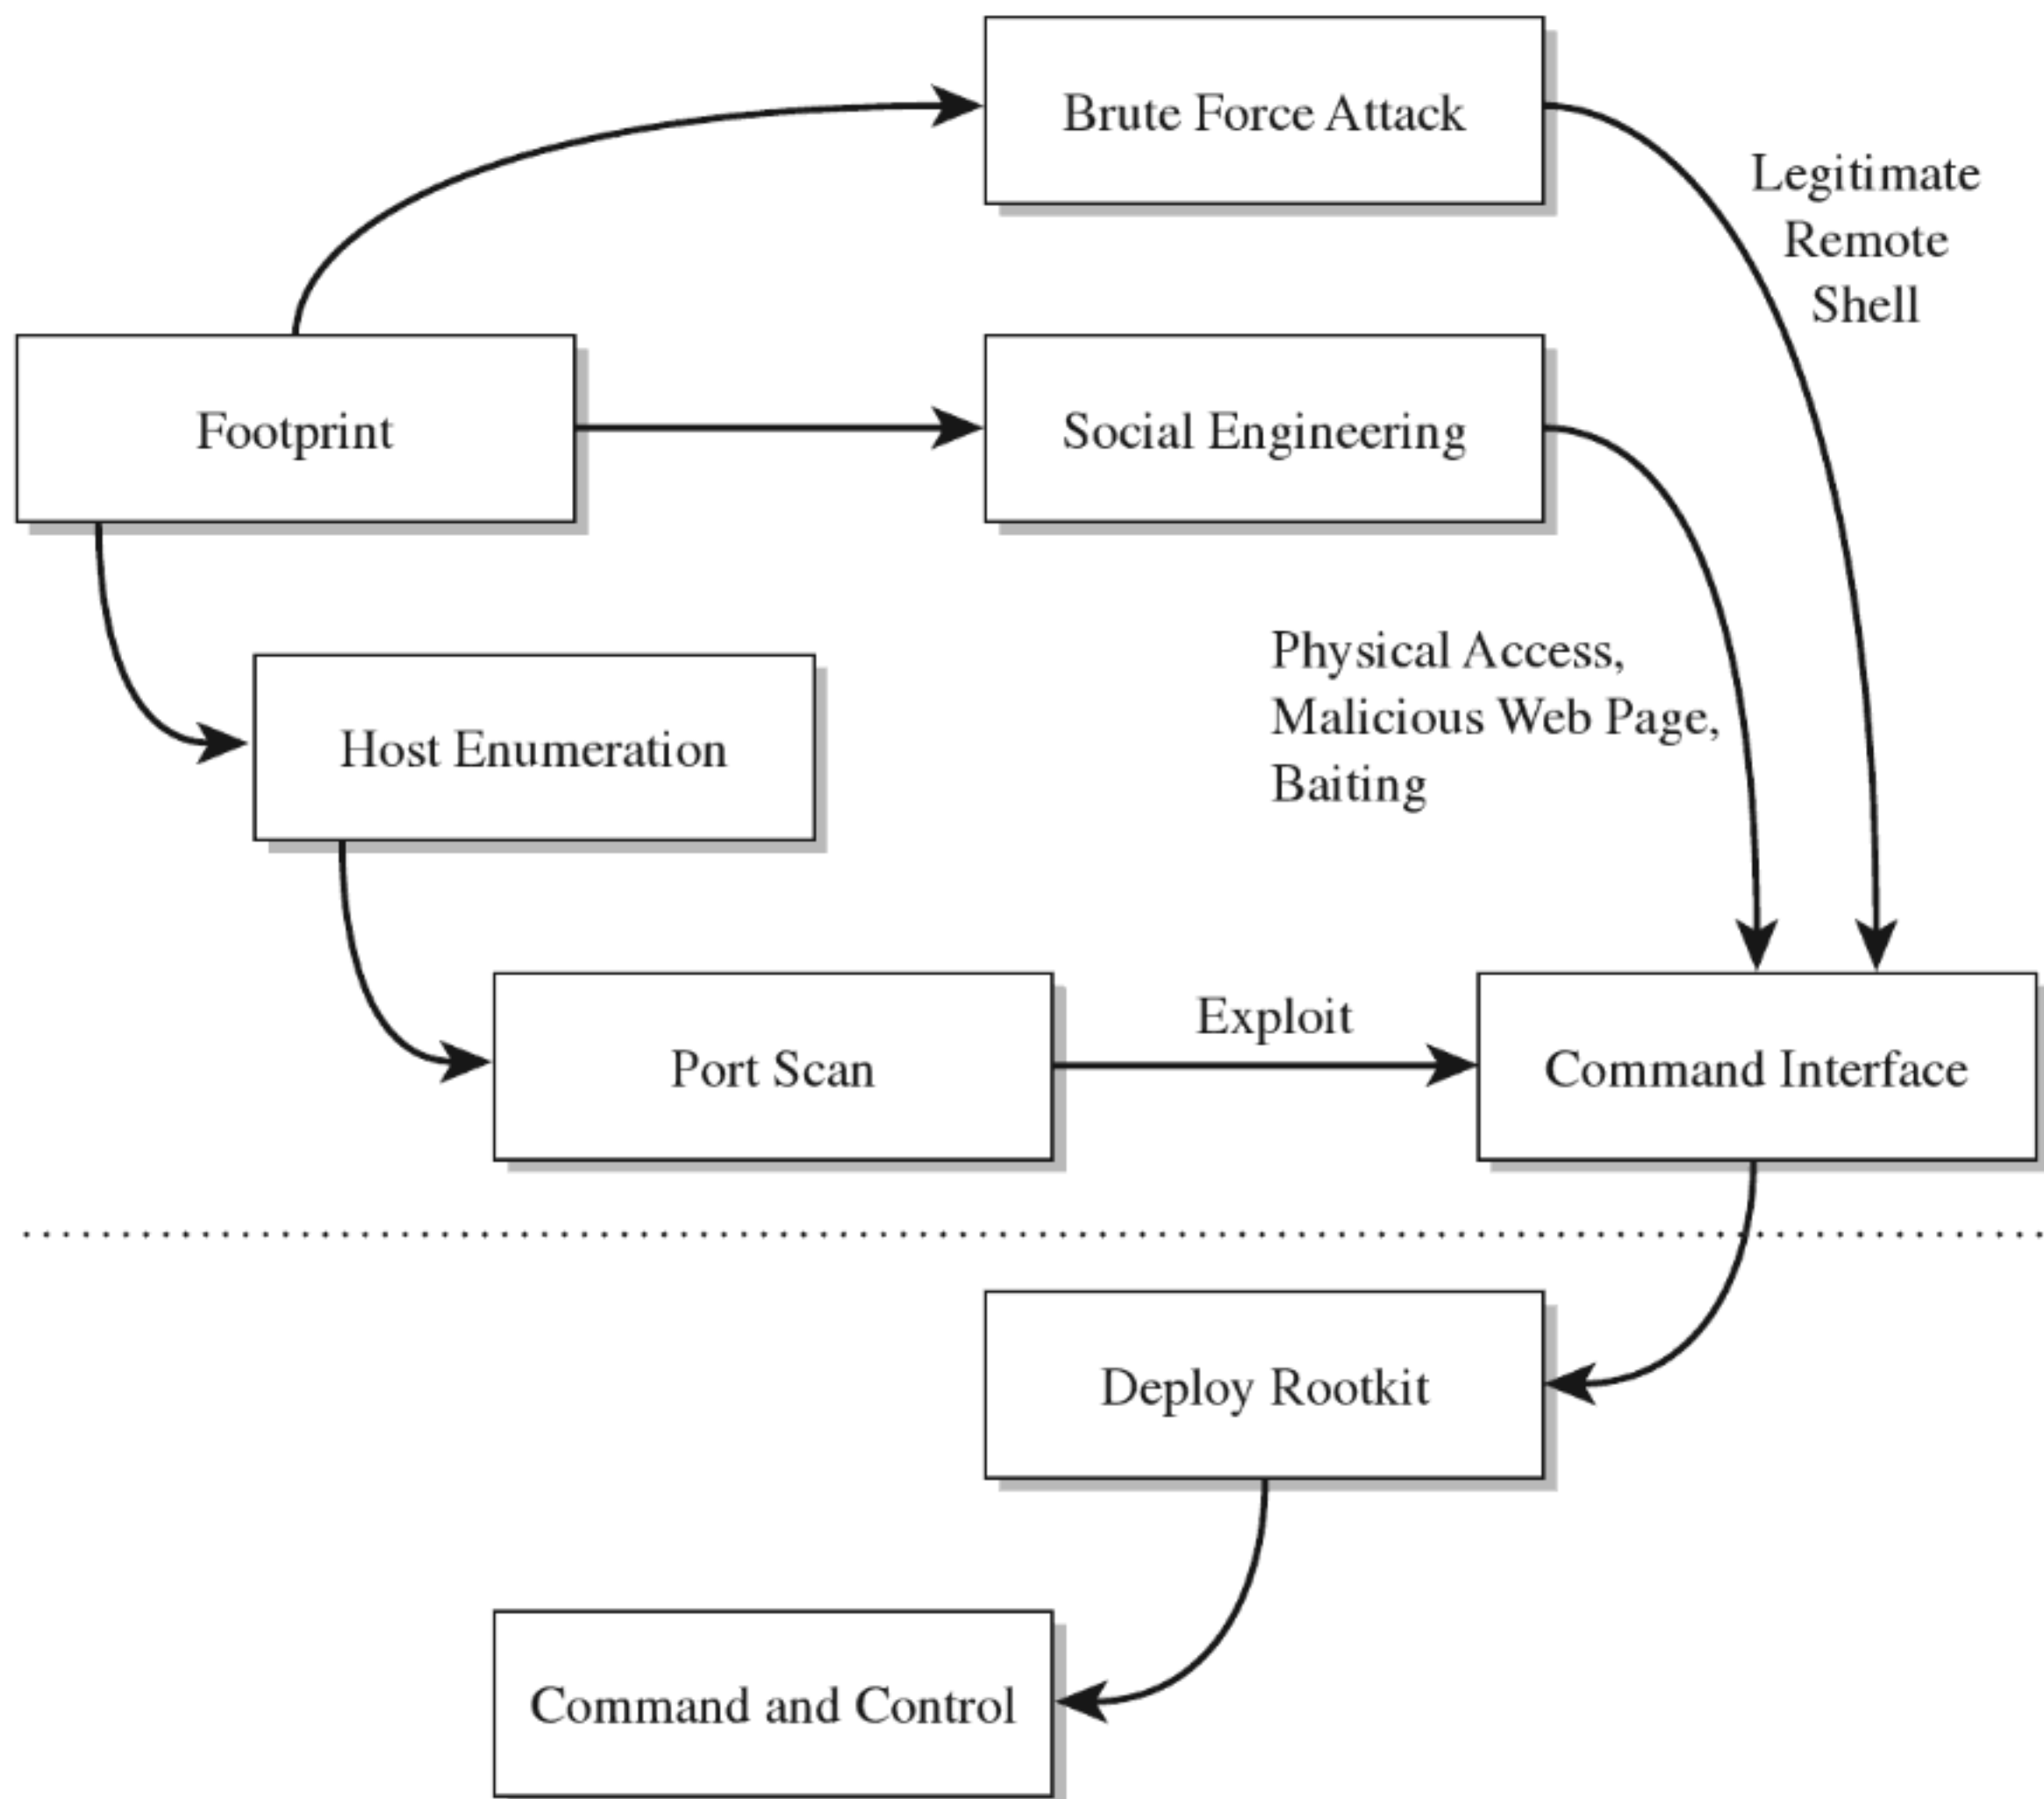 Brute Force Attack
Legitimate
Remote
Shell
Footprint
Social Engineering
Physical Access,
Malicious Web Page,
Baiting
Host Enumeration
Exploit
Port Scan
Command Interface
Deploy Rootkit
Command and Control